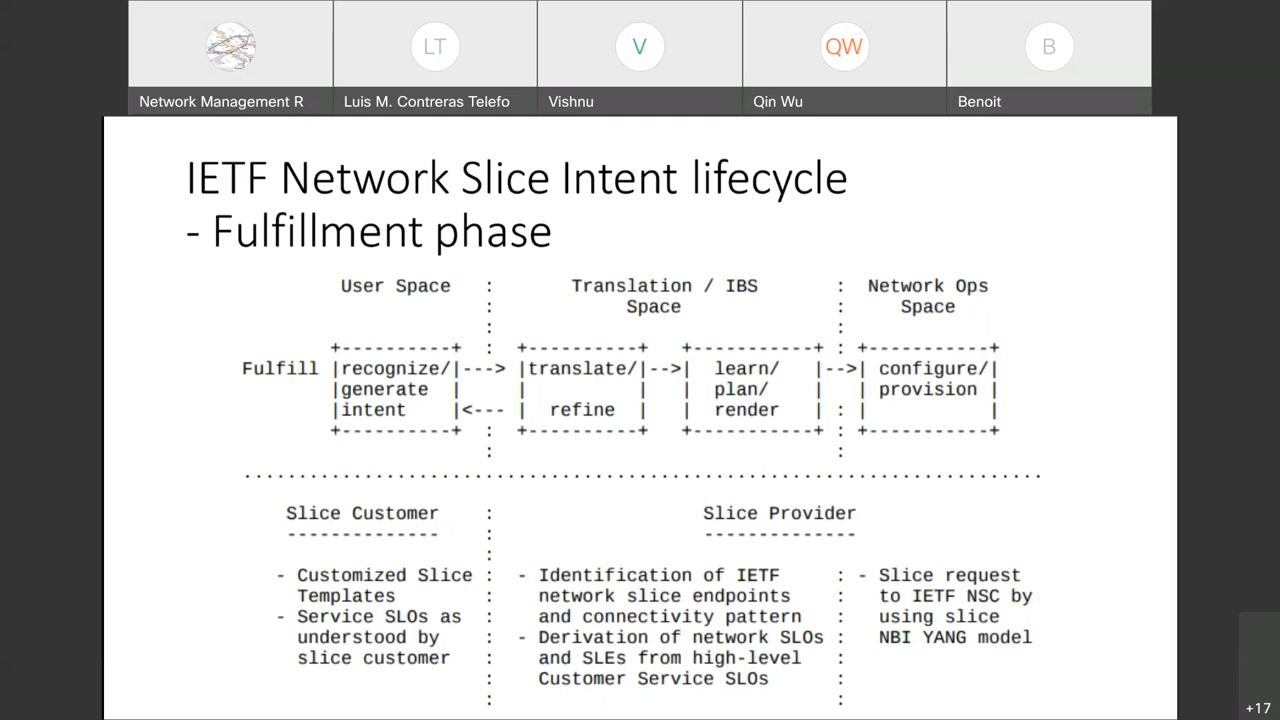 LT
V
QW
B
Network Management R
Luis M. Contreras Telefo
Vishnu
Qin Wu
Benoit
IETF Network Slice Intent lifecycle
- Fulfillment phase
User Space   :       Translation / IBS       :  Network Ops
             :            Space              :     Space
             :                               :
        +----------+  :  +-----------+   +-----------+ : +-----------+
Fulfill |recognize/|---> |translate/|-->|  learn/   |-->| configure/|
        |generate  |     |          |   |  plan/    |   | provision |
        |intent    |<--- |  refine  |   |  render   | : |           |
        +----------+  :  +-----------+   +-----------+ : +-----------+
             :                               :
.........................................................................
Slice Customer   :                   Slice Provider
--------------   :                   --------------
                 :
- Customized Slice :  - Identification of IETF      : - Slice request
  Templates        :    network slice endpoints     :   to IETF NSC by
- Service SLOs as  :    and connectivity pattern    :   using slice
  understood by    :  - Derivation of network SLOs  :   NBI YANG model
  slice customer   :    and SLEs from high-level    :
                   :    Customer Service SLOs       :
                   :                                :
+17